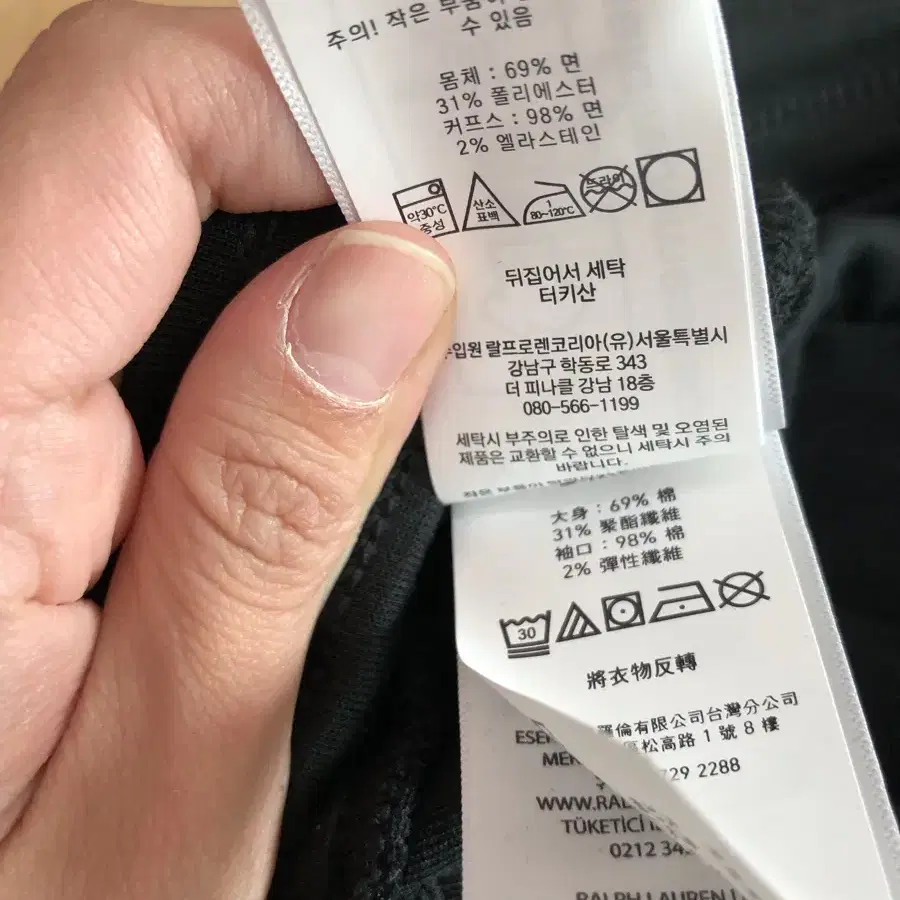 주의! 작은 부품이
수 있음
몸체 : 69% 면
31% 폴리에스터
커프스 : 98% 면
2% 엘라스테인
약30℃
중성
산소
표백
1
80~120℃
드라이
뒤집어서 세탁
터키산
수입원 랄프로렌코리아(유)서울특별시
강남구 학동로 343
더 피나클 강남 18층
080-566-1199
세탁시 부주의로 인한 탈색 및 오염된
제품은 교환할 수 없으니 세탁시 주의
바랍니다.
大身 : 69% 棉
31% 聚酯纖維
袖口 : 98% 棉
2% 彈性纖維
30
將衣物反轉
羅倫有限公司台灣分公司
松高路 1 號 8 樓
729 2288
WWW.RAL
TÜKETİCİ
0212
RALPH LAUREN